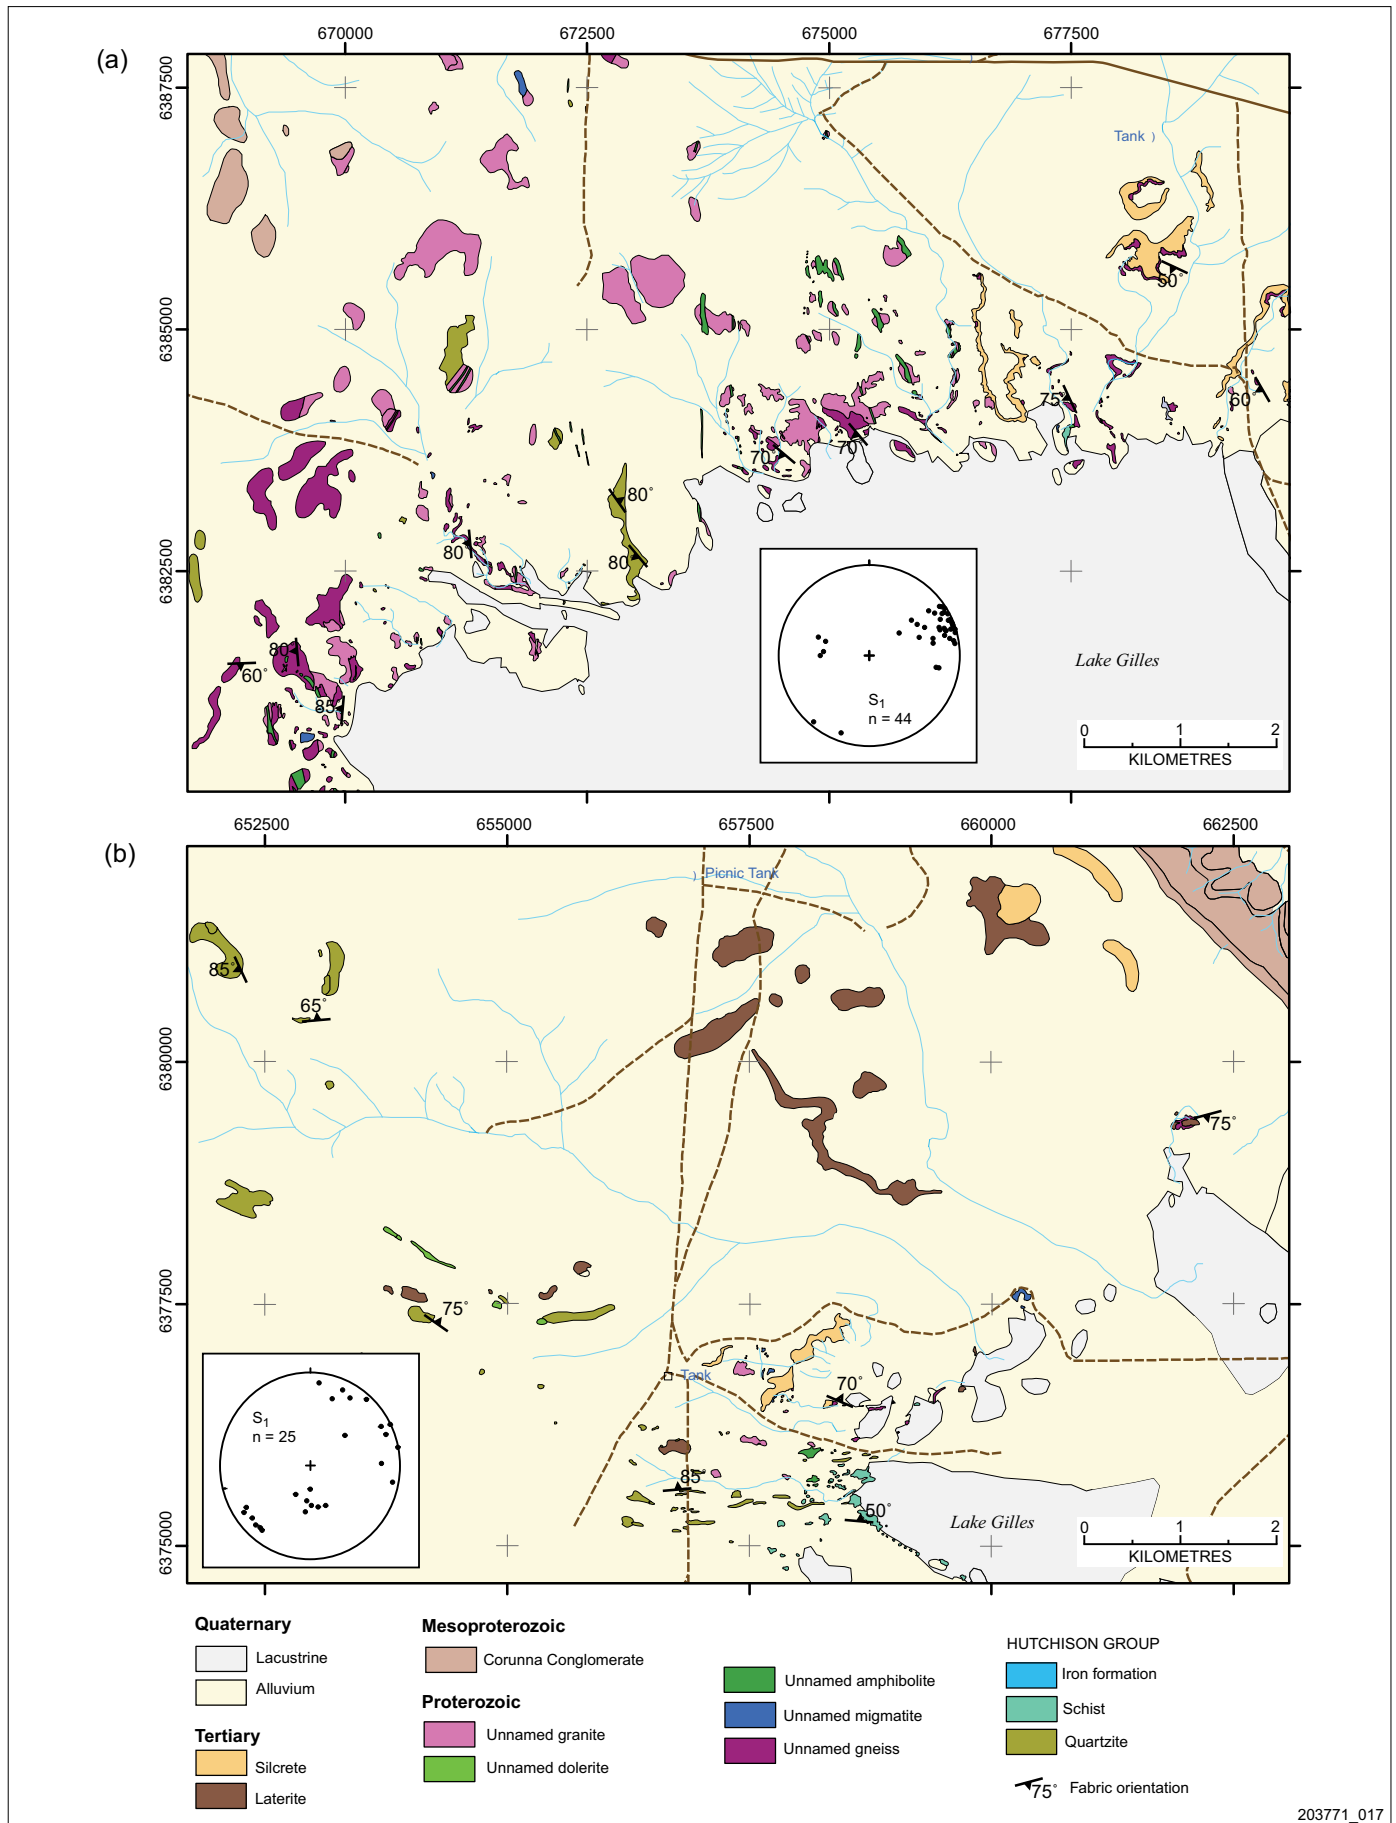 (a)
670000 672500 675000 677500
6387500
6385000
6382500
Tank
50°
75°
60°
70°
70°
80°
80°
80°
80°
60°
85°
S1
n = 44
Lake Gilles
0 1 2
KILOMETRES
(b)
652500 655000 657500 660000 662500
6380000
6377500
6375000
Picnic Tank
85°
65°
75°
75°
Tank
70°
85°
50°
S1
n = 25
Lake Gilles
0 1 2
KILOMETRES
Quaternary
Lacustrine
Alluvium
Tertiary
Silcrete
Laterite
Mesoproterozoic
Corunna Conglomerate
Proterozoic
Unnamed granite
Unnamed dolerite
Unnamed amphibolite
Unnamed migmatite
Unnamed gneiss
HUTCHISON GROUP
Iron formation
Schist
Quartzite
75° Fabric orientation
203771_017